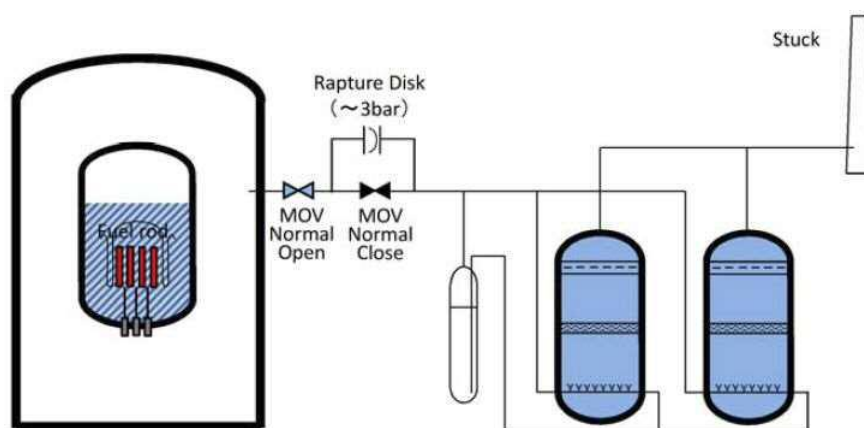 Stuck
Rapture Disk
(～3bar)
MOV
Normal
Open
MOV
Normal
Close
Fuel rod